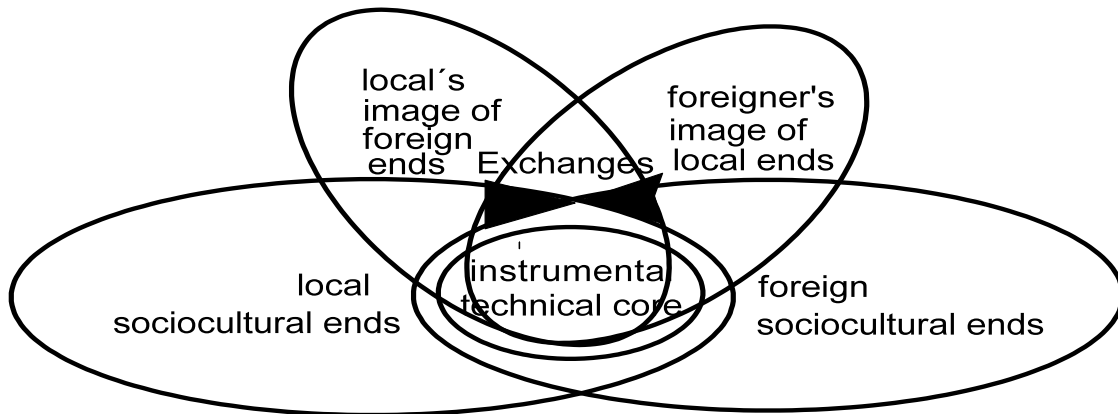 local´s
image of
foreign
ends
foreigner's
image of
local ends
Exchanges
instrumental
technical core
local
sociocultural ends
foreign
sociocultural ends